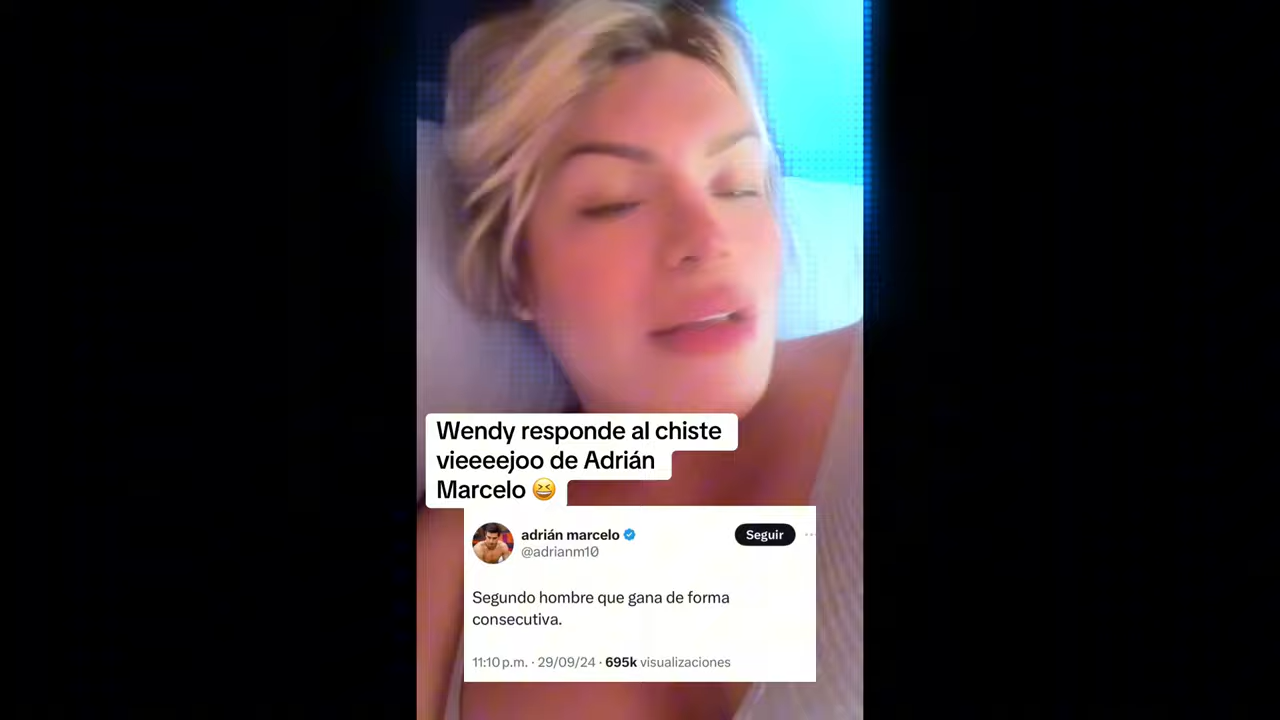 Wendy responde al chiste
vieeeejoo de Adrián
Marcelo 😆
adrián marcelo
Seguir
@adrianm10
Segundo hombre que gana de forma
consecutiva.
11:10 p.m. · 29/09/24 · 695k visualizaciones